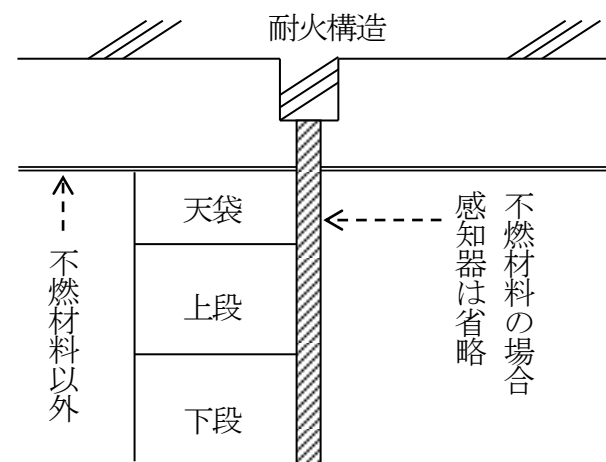 耐火構造
天袋
上段
下段
不燃材料以外
不燃材料の場合
感知器は省略